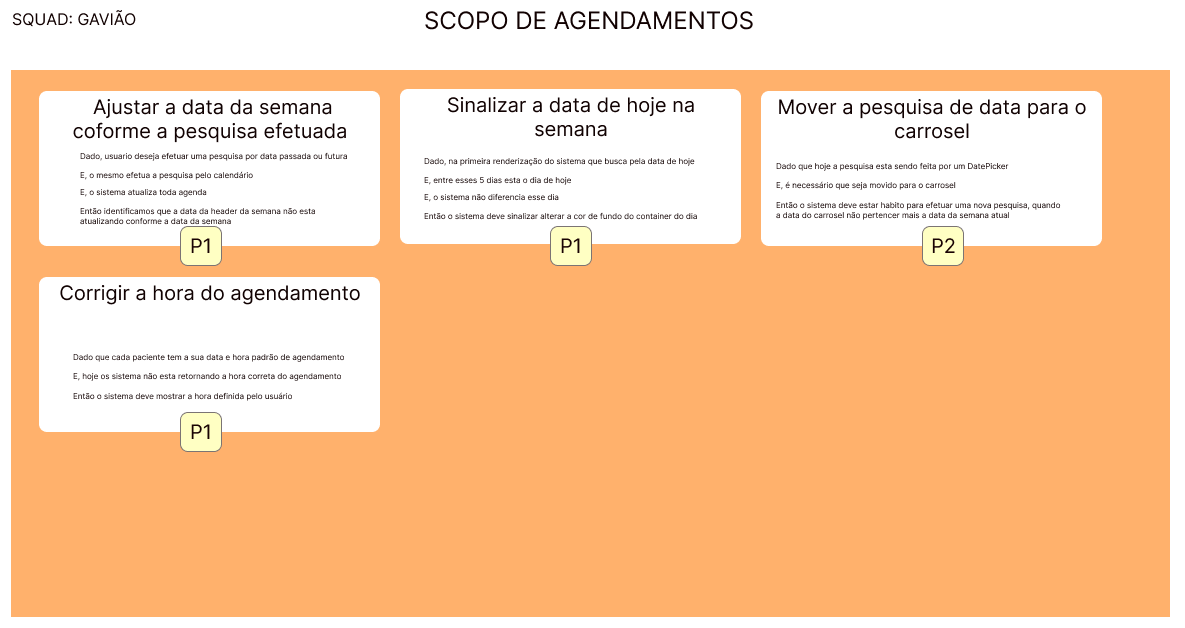 SQUAD: GAVIÃO
SCOPO DE AGENDAMENTOS
Ajustar a data da semana
coforme a pesquisa efetuada
Dado, usuario deseja efetuar uma pesquisa por data passada ou futura
E, o mesmo efetua a pesquisa pelo calendário
E, o sistema atualiza toda agenda
Então identificamos que a data da header da semana não esta
atualizando conforme a data da semana
P1
Sinalizar a data de hoje na
semana
Dado, na primeira renderização do sistema que busca pela data de hoje
E, entre esses 5 dias esta o dia de hoje
E, o sistema não diferencia esse dia
Então o sistema deve sinalizar alterar a cor de fundo do container do dia
P1
Mover a pesquisa de data para o
carrosel
Dado que hoje a pesquisa esta sendo feita por um DatePicker
E, é necessário que seja movido para o carrosel
Então o sistema deve estar habito para efetuar uma nova pesquisa, quando
a data do carrosel não pertencer mais a data da semana atual
P2
Corrigir a hora do agendamento
Dado que cada paciente tem a sua data e hora padrão de agendamento
E, hoje os sistema não esta retornando a hora correta do agendamento
Então o sistema deve mostrar a hora definida pelo usuário
P1